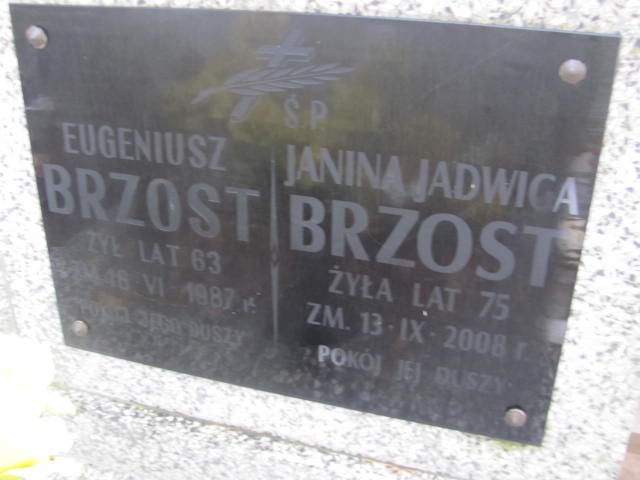 Ś.P.
EUGENIUSZ
BRZOST
ŻYŁ LAT 63
ZM. 16 VI 1987 r.
POKÓJ JEGO DUSZY
JANINA JADWIGA
BRZOST
ŻYŁA LAT 75
ZM. 13·IX·2008 r.
POKÓJ JEJ DUSZY